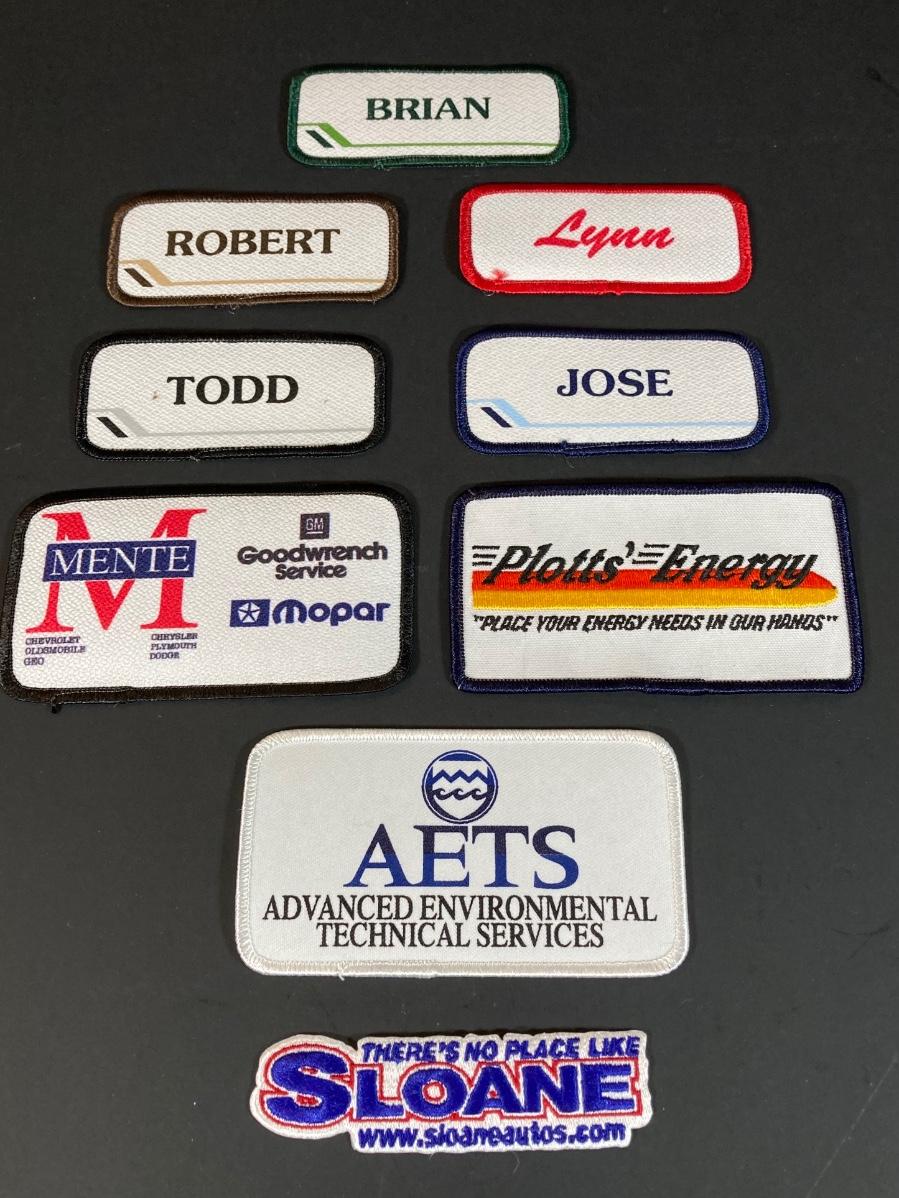 BRIAN
ROBERT
Lynn
TODD
JOSE
M
MENTE
CHEVROLET
OLDSMOBILE
GEO
CHRYSLER
PLYMOUTH
DODGE
GM
Goodwrench
Service
Mopar
Plotts' Energy
"PLACE YOUR ENERGY NEEDS IN OUR HANDS"
AETS
ADVANCED ENVIRONMENTAL
TECHNICAL SERVICES
THERE'S NO PLACE LIKE
SLOANE
www.sloaneautos.com